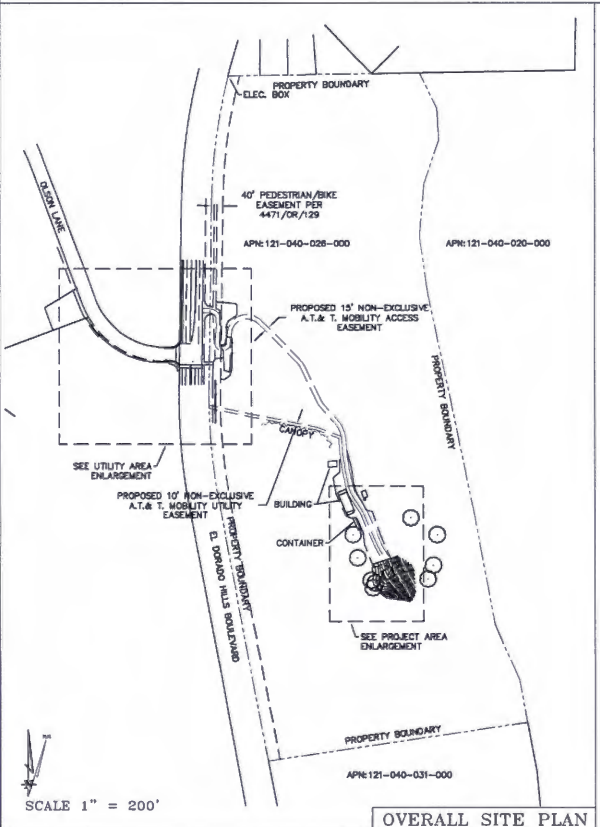 PROPERTY BOUNDARY
ELEC. BOX
OLSON LANE
40' PEDESTRIAN/BIKE
EASEMENT PER
4471/OR/129
APN:121-040-028-000
APN:121-040-020-000
PROPOSED 15' NON-EXCLUSIVE
A.T.& T. MOBILITY ACCESS
EASEMENT
PROPERTY BOUNDARY
CANOPY
SEE UTILITY AREA
ENLARGEMENT
PROPOSED 10' NON-EXCLUSIVE
A.T.& T. MOBILITY UTILITY
EASEMENT
BUILDING
CONTAINER
PROPERTY BOUNDARY
EL DORADO HILLS BOULEVARD
SEE PROJECT AREA
ENLARGEMENT
PROPERTY BOUNDARY
APN:121-040-031-000
SCALE 1" = 200'
OVERALL SITE PLAN